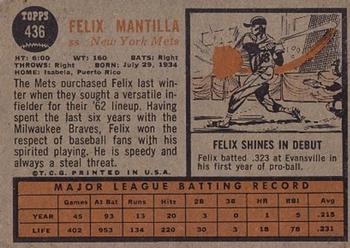 TOPPS
436
FELIX MANTILLA
ss - New York Mets
HT: 6:00 WT: 160 BATS: Right
THROWS: Right BORN: July 29, 1934
HOME: Isabela, Puerto Rico
The Mets purchased Felix last win-
ter when they sought a versatile in-
fielder for their '62 lineup. Having
spent the last six years with the
Milwaukee Braves, Felix won the
respect of baseball fans with his
spirited playing. He is speedy and
always a steal threat.
©T.C.G. PRINTED IN U.S.A.
FELIX SHINES IN DEBUT
Felix batted .323 at Evansville in
his first year of pro-ball.
MAJOR LEAGUE BATTING RECORD
Games At Bat Runs Hits 2B 3B HR RBI Avg.
YEAR 45 93 13 20 3 0 1 5 .215
LIFE 402 953 134 220 30 3 18 78 .231